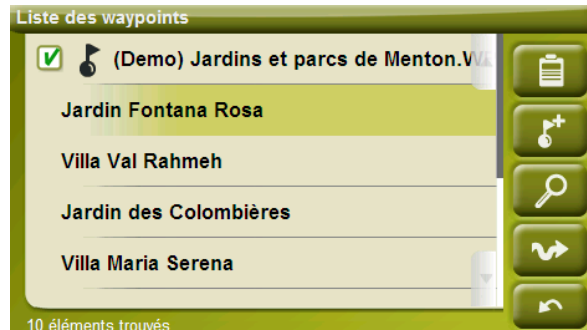 Liste des waypoints
(Demo) Jardins et parcs de Menton.
Jardin Fontana Rosa
Villa Val Rahmeh
Jardin des Colombières
Villa Maria Serena
10 éléments trouvés